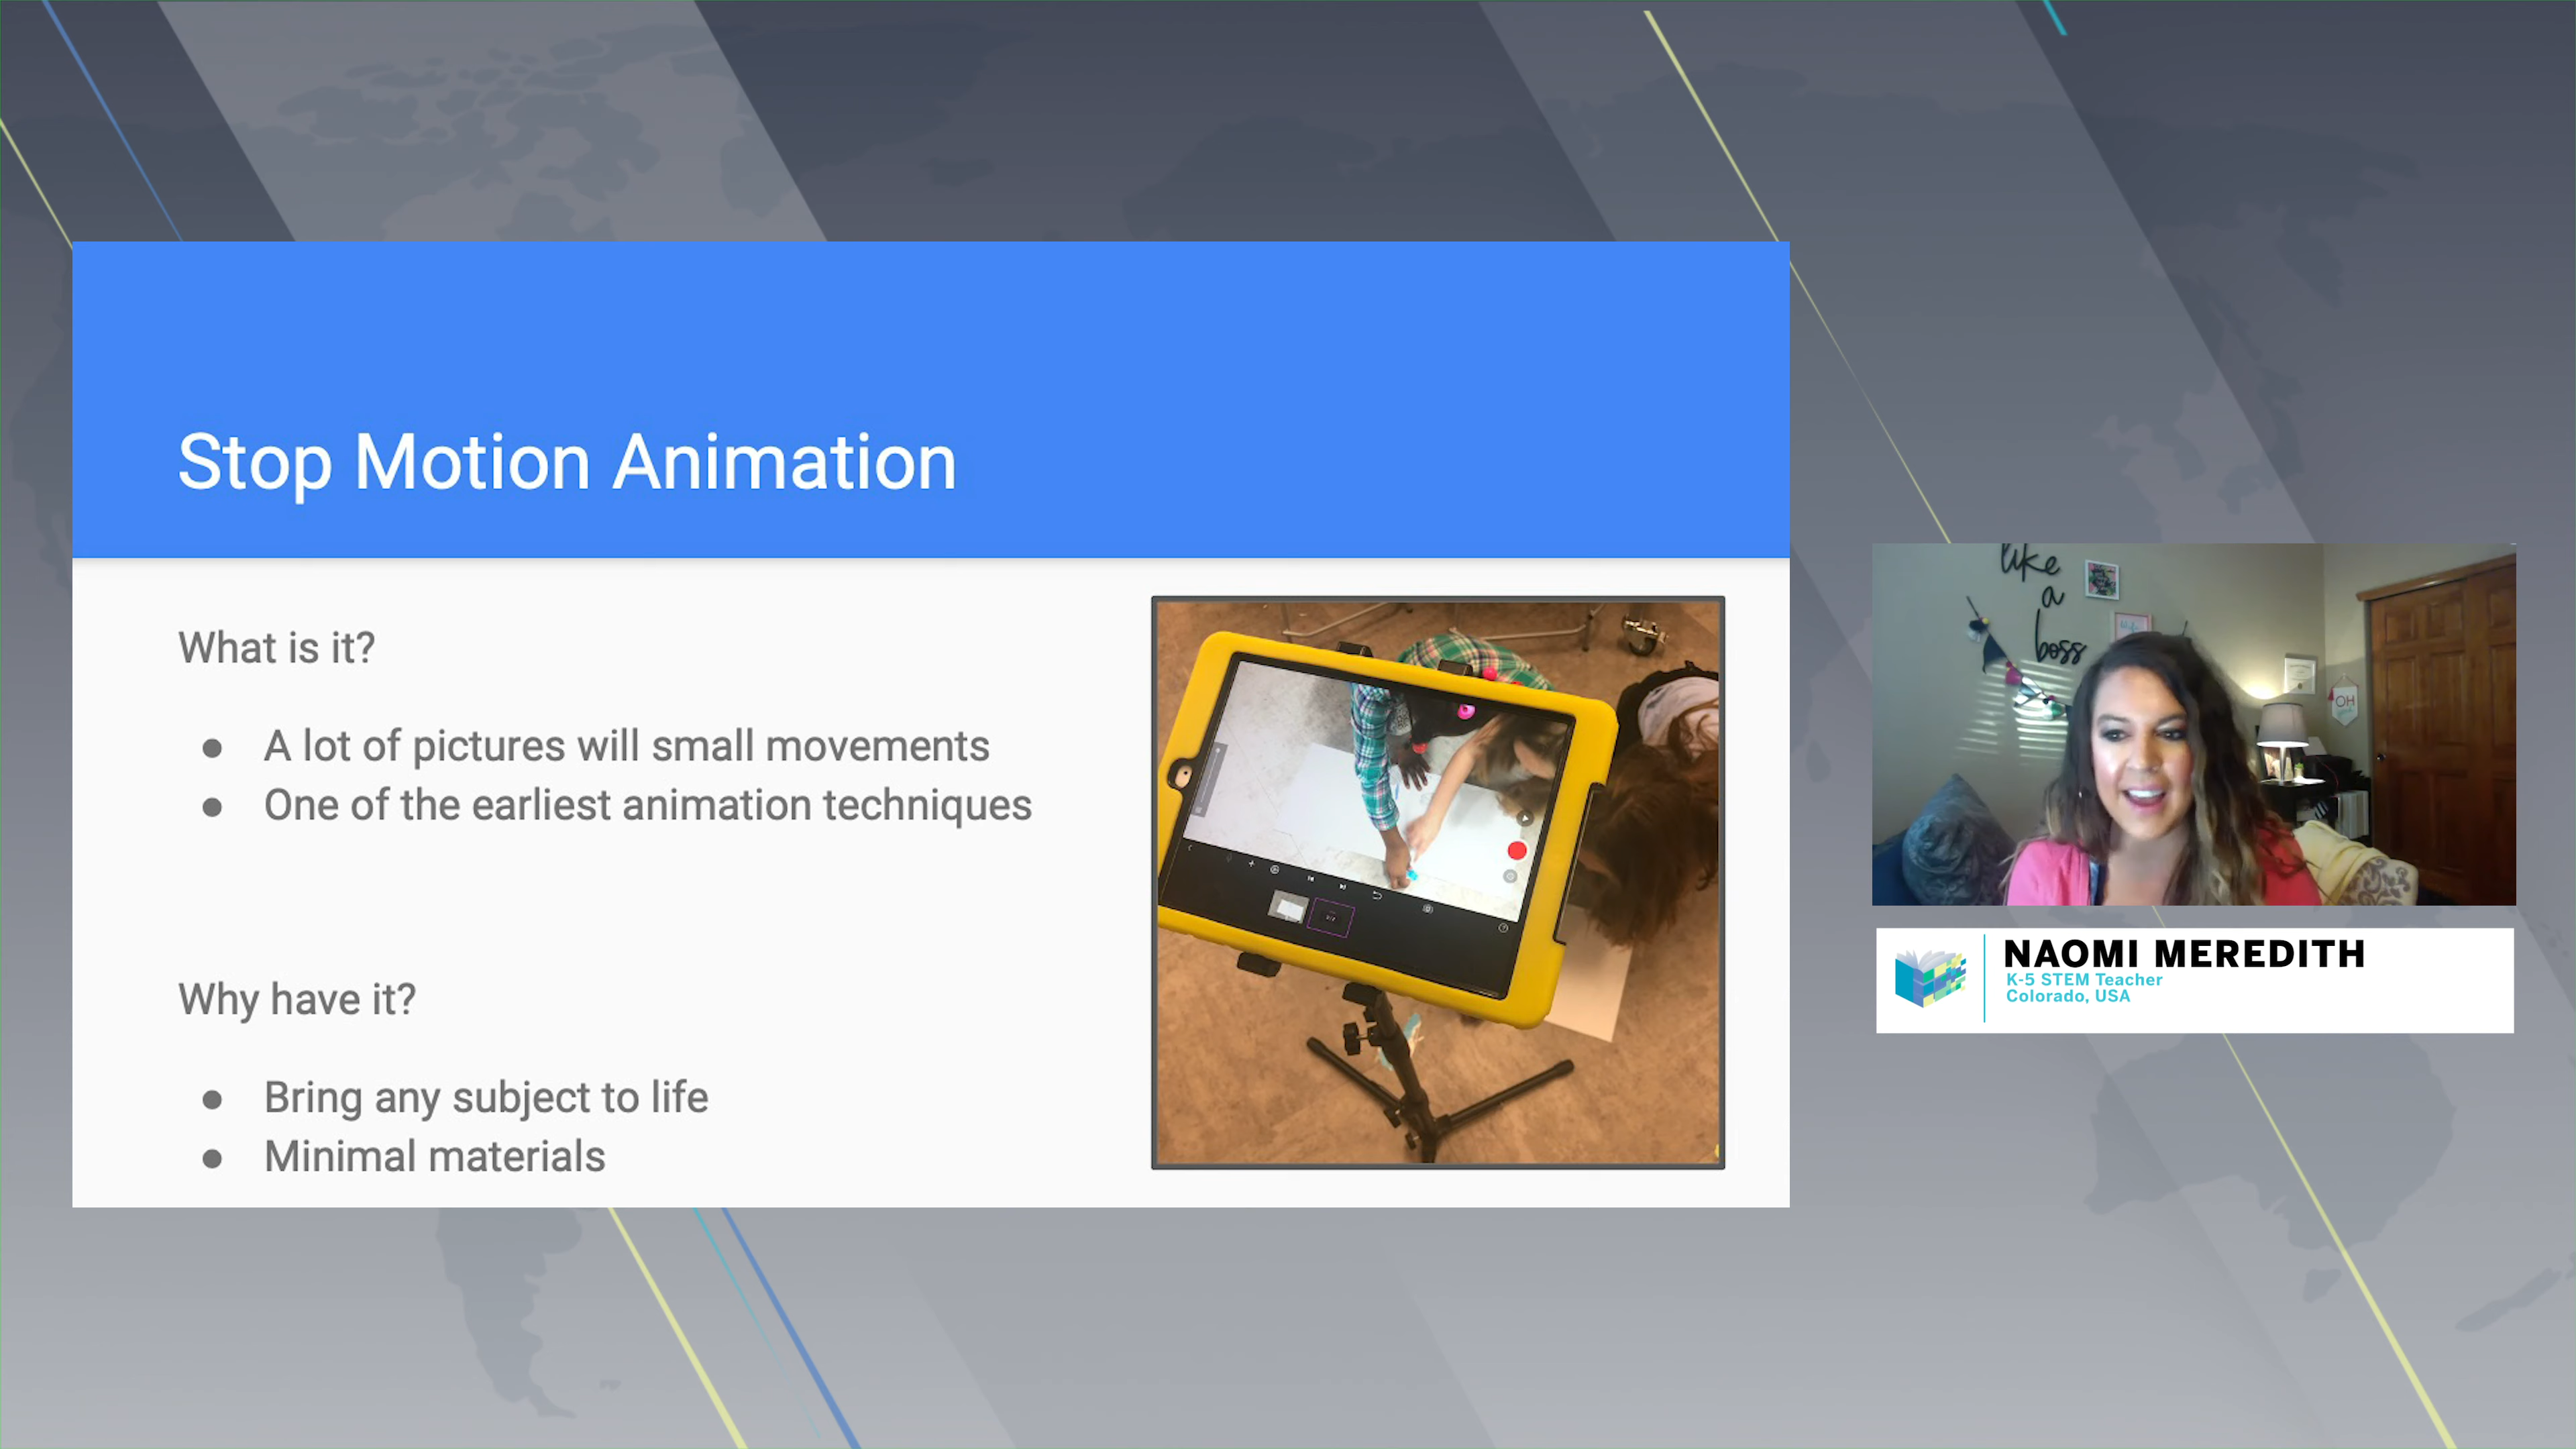 Stop Motion Animation
What is it?
● A lot of pictures will small movements
● One of the earliest animation techniques
Why have it?
● Bring any subject to life
● Minimal materials
like
a
boss
OH
NAOMI MEREDITH
K-5 STEM Teacher
Colorado, USA